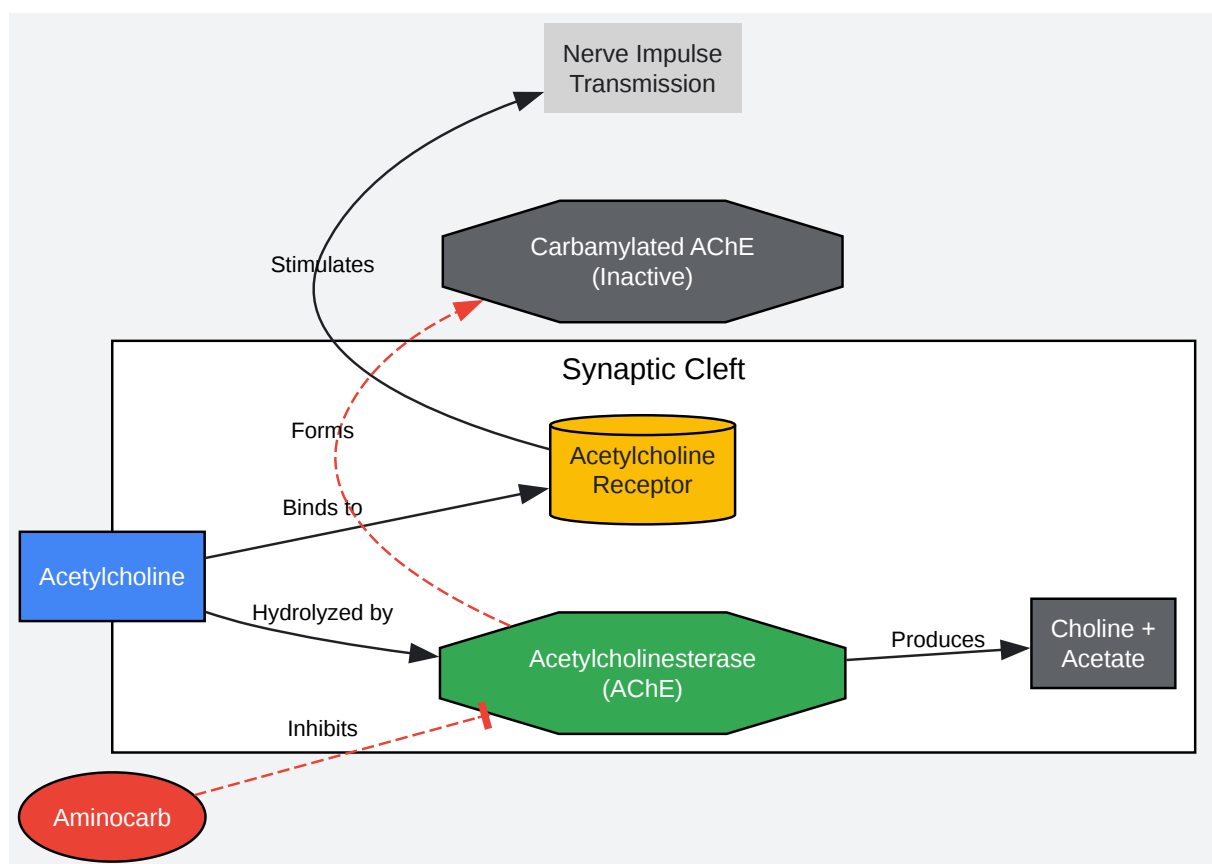 Nerve Impulse
Transmission
Carbamylated AChE
(Inactive)
Stimulates
Synaptic Cleft
Forms
Acetylcholine
Receptor
Binds to
Acetylcholine
Hydrolyzed by
Acetylcholinesterase
(AChE)
Produces
Choline +
Acetate
Inhibits
Aminocarb